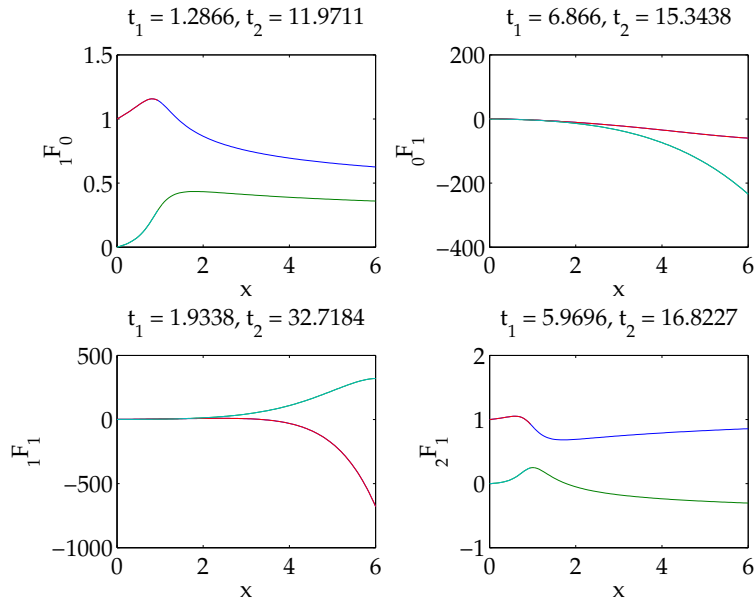 t₁ = 1.2866, t₂ = 11.9711
1.5
1
0.5
0
₁F₀
0 2 4 6
x
t₁ = 6.866, t₂ = 15.3438
200
0
−200
−400
₀F₁
0 2 4 6
x
t₁ = 1.9338, t₂ = 32.7184
500
0
−500
−1000
₁F₁
0 2 4 6
x
t₁ = 5.9696, t₂ = 16.8227
2
1
0
−1
₂F₁
0 2 4 6
x